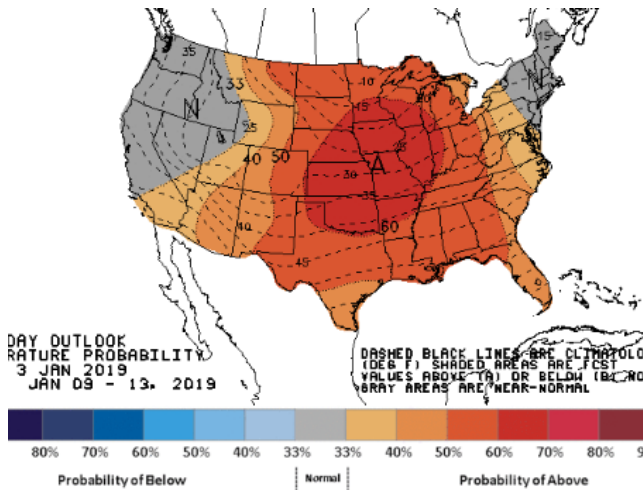 35
15
N
33
N
10
15
20
35
25
40
50
A
30
35
40
60
45
DAY OUTLOOK
RATURE PROBABILITY
3 JAN 2019
JAN 09 - 13, 2019
DASHED BLACK LINES ARE CLIMATOLO
(DEG F) SHADED AREAS ARE FCST
VALUES ABOVE (A) OR BELOW (B)
GRAY AREAS ARE NEAR-NORMAL
80% 70% 60% 50% 40% 33% 33% 40% 50% 60% 70% 80% 9
Probability of Below Normal Probability of Above